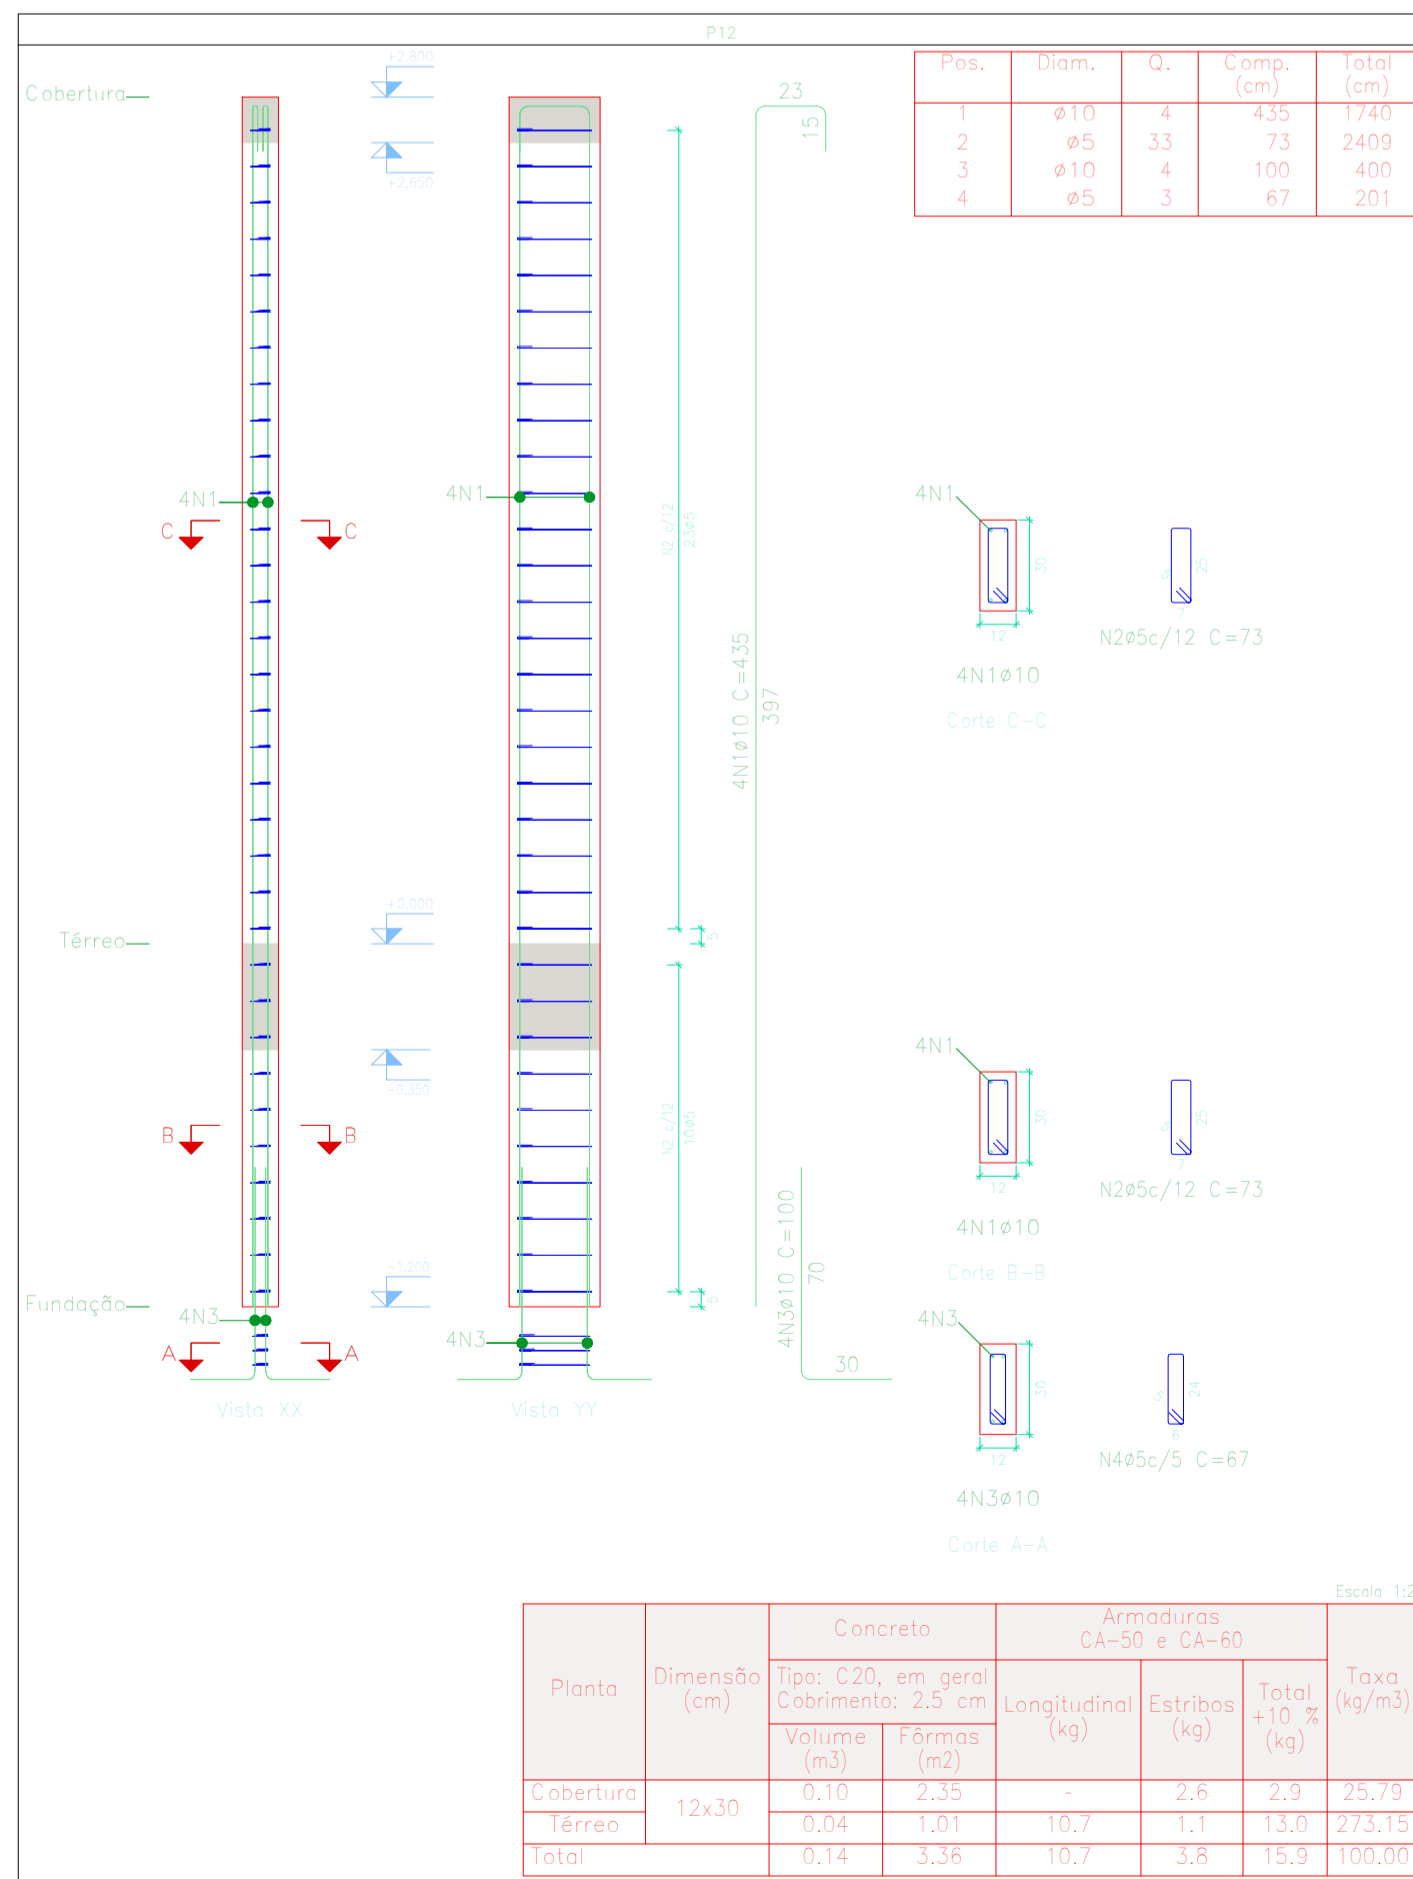 P12
Pos. Diam. Q. Comp. (cm) Total (cm)
1 ø10 4 435 1740
2 ø5 33 73 2409
3 ø10 4 100 400
4 ø5 3 67 201
Cobertura
+2.800
+2.650
23
15
4N1
4N1
C C
N2 c/12
23ø5
4N1ø10 C=435
397
4N1
30
12
4N1ø10
Corte C-C
5
25
7
N2ø5c/12 C=73
Térreo
+0.000
5
-0.350
B B
N2 c/12
10ø5
4N1
30
12
4N1ø10
Corte B-B
5
25
7
N2ø5c/12 C=73
Fundação
-1.200
5
4N3ø10 C=100
70
30
4N3
4N3
A A
Vista XX
Vista YY
4N3
30
12
4N3ø10
Corte A-A
5
24
6
N4ø5c/5 C=67
Escala 1:2
Planta
Dimensão
(cm)
Concreto
Tipo: C20, em geral
Cobrimento: 2.5 cm
Volume
(m3)
Fôrmas
(m2)
Armaduras
CA-50 e CA-60
Longitudinal
(kg)
Estribos
(kg)
Total
+10 %
(kg)
Taxa
(kg/m3)
Cobertura 12x30 0.10 2.35 - 2.6 2.9 25.79
Térreo 0.04 1.01 10.7 1.1 13.0 273.15
Total 0.14 3.36 10.7 3.8 15.9 100.00